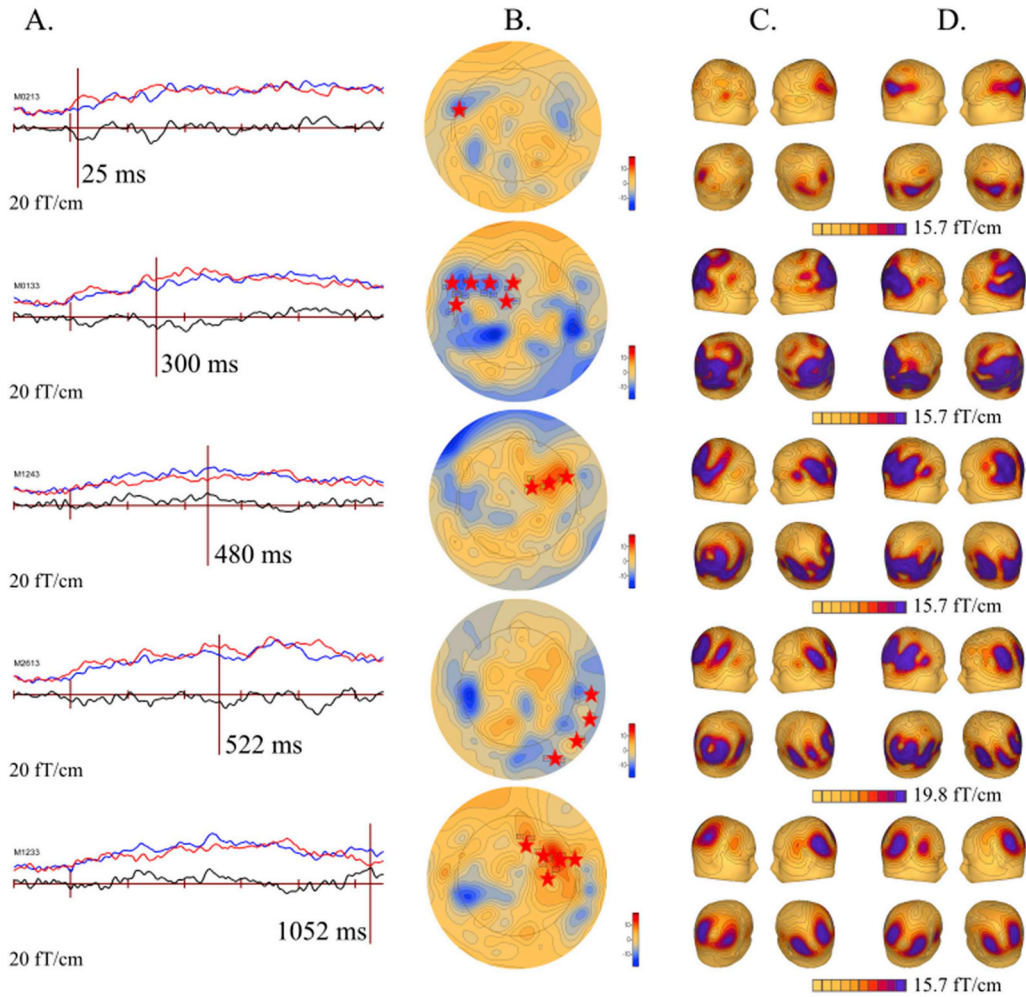 A. B. C. D.
M0213
25 ms
20 fT/cm
15.7 fT/cm
M0133
300 ms
20 fT/cm
15.7 fT/cm
M1243
480 ms
20 fT/cm
15.7 fT/cm
M2613
522 ms
20 fT/cm
19.8 fT/cm
M1233
1052 ms
20 fT/cm
15.7 fT/cm